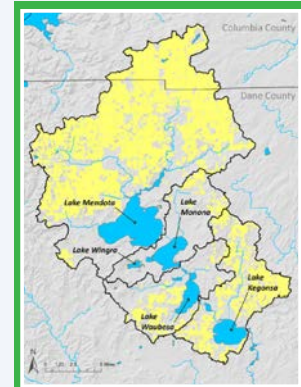 Columbia County
Dane County
Lake Mendota
Lake
Monona
Lake Wingra
Lake
Kegonsa
Lake
Waubesa
N